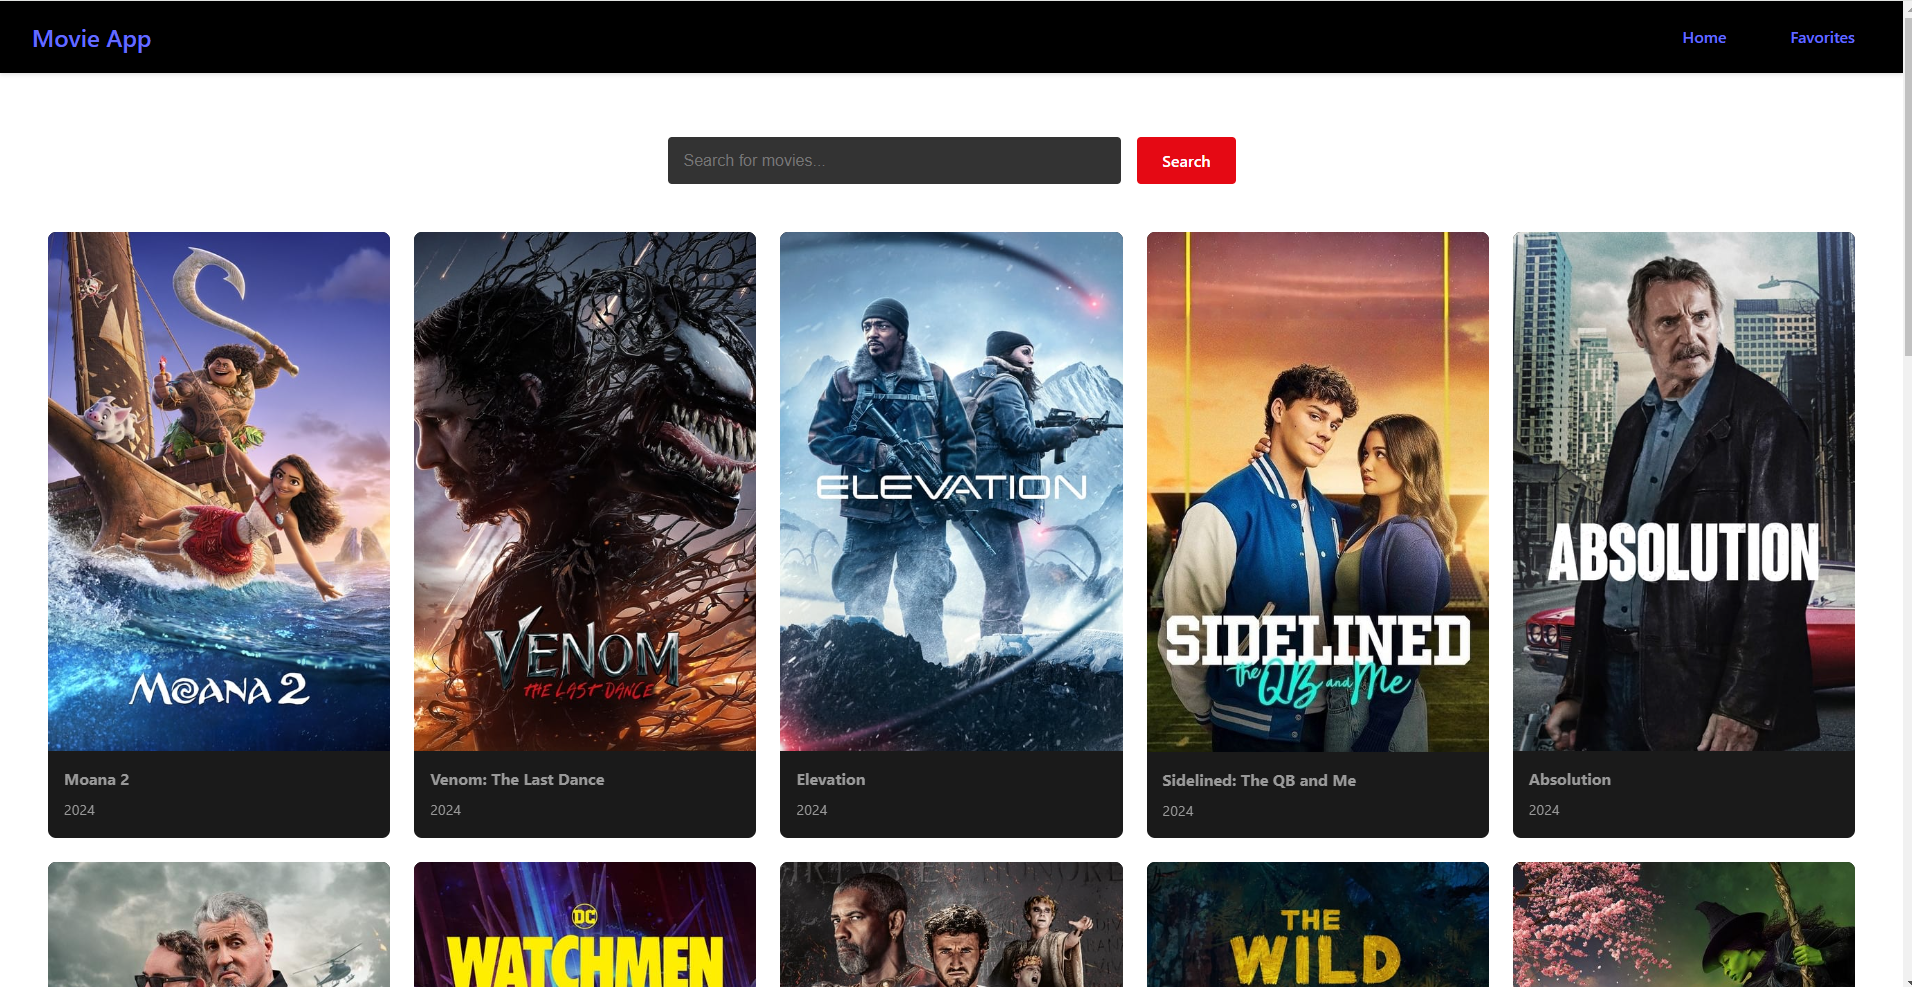 Movie App
Home
Favorites
Search for movies...
Search
MOANA 2
VENOM
THE LAST DANCE
ELEVATION
SIDELINED
the QB and Me
ABSOLUTION
Moana 2
2024
Venom: The Last Dance
2024
Elevation
2024
Sidelined: The QB and Me
2024
Absolution
2024
DC
WATCHMEN
THE
WILD